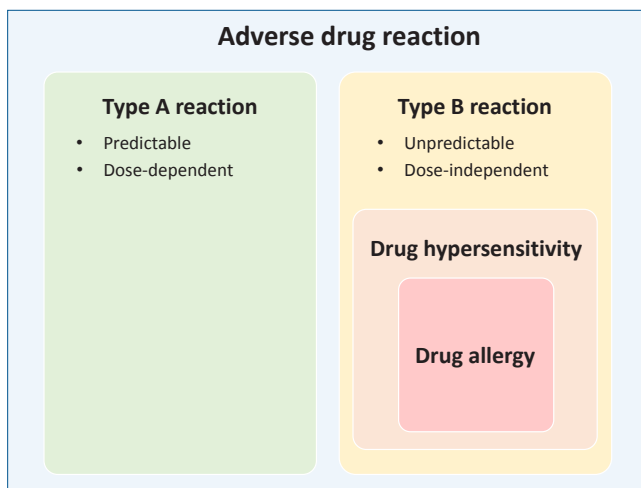 Adverse drug reaction
Type A reaction
• Predictable
• Dose-dependent
Type B reaction
• Unpredictable
• Dose-independent
Drug hypersensitivity
Drug allergy